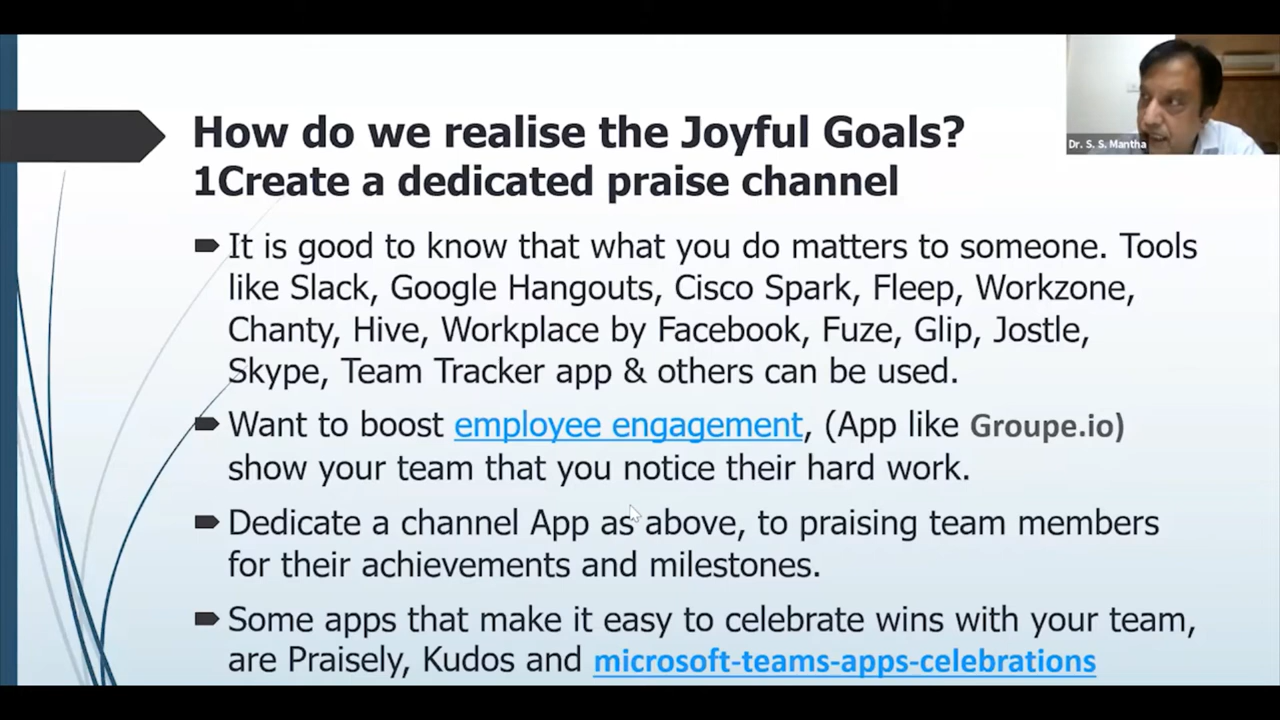 How do we realise the Joyful Goals?
1Create a dedicated praise channel
Dr. S. S. Mantha
It is good to know that what you do matters to someone. Tools
like Slack, Google Hangouts, Cisco Spark, Fleep, Workzone,
Chanty, Hive, Workplace by Facebook, Fuze, Glip, Jostle,
Skype, Team Tracker app & others can be used.
Want to boost employee engagement, (App like Groupe.io)
show your team that you notice their hard work.
Dedicate a channel App as above, to praising team members
for their achievements and milestones.
Some apps that make it easy to celebrate wins with your team,
are Praisely, Kudos and microsoft-teams-apps-celebrations